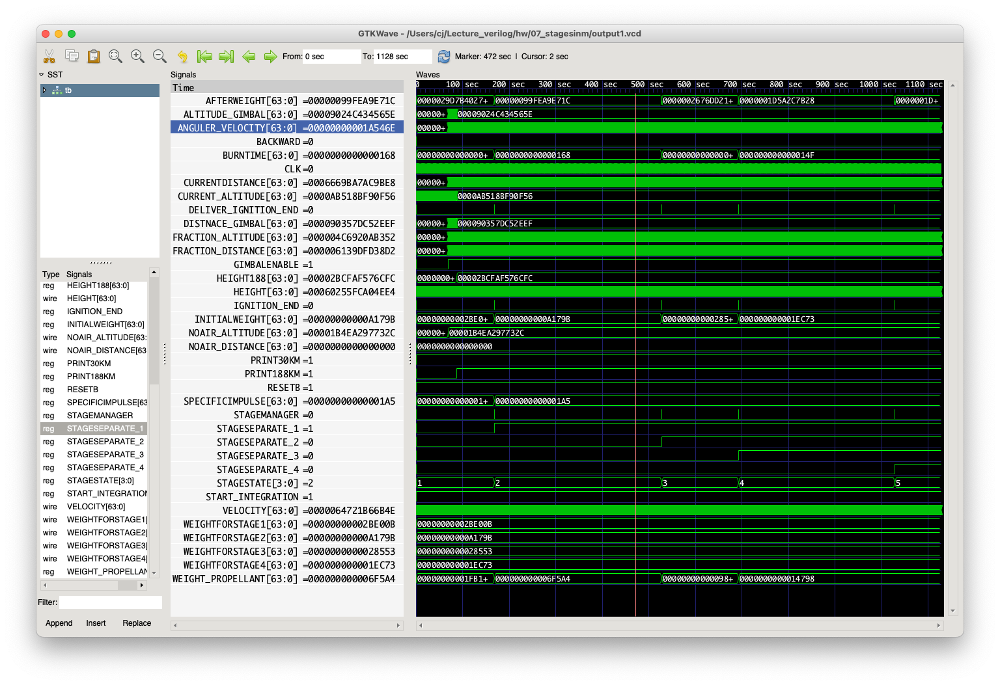 GTKWave - /Users/cj/Lecture_verilog/hw/07_stagesinm/output1.vcd
From: 0 sec To: 1128 sec Marker: 472 sec | Cursor: 2 sec
SST
tb
Type Signals
reg HEIGHT188[63:0]
wire HEIGHT[63:0]
reg IGNITION_END
reg INITIALWEIGHT[63:0]
wire NOAIR_ALTITUDE[63:
wire NOAIR_DISTANCE[63
reg PRINT30KM
reg PRINT188KM
reg RESETB
reg SPECIFICIMPULSE[63
reg STAGEMANAGER
reg STAGESEPARATE_1
reg STAGESEPARATE_2
reg STAGESEPARATE_3
reg STAGESEPARATE_4
reg STAGESTATE[3:0]
reg START_INTEGRATION
wire VELOCITY[63:0]
wire WEIGHTFORSTAGE1[
wire WEIGHTFORSTAGE2[
wire WEIGHTFORSTAGE3[
wire WEIGHTFORSTAGE4[
reg WEIGHT_PROPELLAN
Filter:
Append Insert Replace
Signals
Time
AFTERWEIGHT[63:0] =00000099FEA9E71C
ALTITUDE_GIMBAL[63:0] =00009024C434565E
ANGULER_VELOCITY[63:0] =00000000001A546E
BACKWARD =0
BURNTIME[63:0] =0000000000000168
CLK =0
CURRENTDISTANCE[63:0] =0006669BA7AC9BE8
CURRENT_ALTITUDE[63:0] =0000AB518BF90F56
DELIVER_IGNITION_END =0
DISTNACE_GIMBAL[63:0] =000090357DC52EEF
FRACTION_ALTITUDE[63:0] =000004C6920AB352
FRACTION_DISTANCE[63:0] =000006139DFD38D2
GIMBALENABLE =1
HEIGHT188[63:0] =00002BCFAF576CFC
HEIGHT[63:0] =00060255FCA04EE4
IGNITION_END =0
INITIALWEIGHT[63:0] =00000000000A179B
NOAIR_ALTITUDE[63:0] =00001B4EA297732C
NOAIR_DISTANCE[63:0] =0000000000000000
PRINT30KM =1
PRINT188KM =1
RESETB =1
SPECIFICIMPULSE[63:0] =00000000000001A5
STAGEMANAGER =0
STAGESEPARATE_1 =1
STAGESEPARATE_2 =0
STAGESEPARATE_3 =0
STAGESEPARATE_4 =0
STAGESTATE[3:0] =2
START_INTEGRATION =1
VELOCITY[63:0] =0000064721B66B4E
WEIGHTFORSTAGE1[63:0] =00000000002BE00B
WEIGHTFORSTAGE2[63:0] =00000000000A179B
WEIGHTFORSTAGE3[63:0] =0000000000028553
WEIGHTFORSTAGE4[63:0] =000000000001EC73
WEIGHT_PROPELLANT[63:0] =000000000006F5A4
Waves
0 100 sec 200 sec 300 sec 400 sec 500 sec 600 sec 700 sec 800 sec 900 sec 1000 sec 1100 sec
0000029D7B4027+ 00000099FEA9E71C 0000002676DD21+ 0000001D5A2C7B28 0000001D+
00000+ 00009024C434565E
00000+
00000000000000+ 0000000000000168 00000000000000+ 000000000000014F
00000+
0000AB518BF90F56
00000+ 000090357DC52EEF
00000+
00000+
0000000+ 00002BCFAF576CFC
00000000002BE0+ 00000000000A179B 00000000000285+ 000000000001EC73
00000+ 00001B4EA297732C
0000000000000000
00000000000001+ 00000000000001A5
1 2 3 4 5
00000000002BE00B
00000000000A179B
0000000000028553
000000000001EC73
00000000001FB1+ 000000000006F5A4 00000000000098+ 0000000000014798